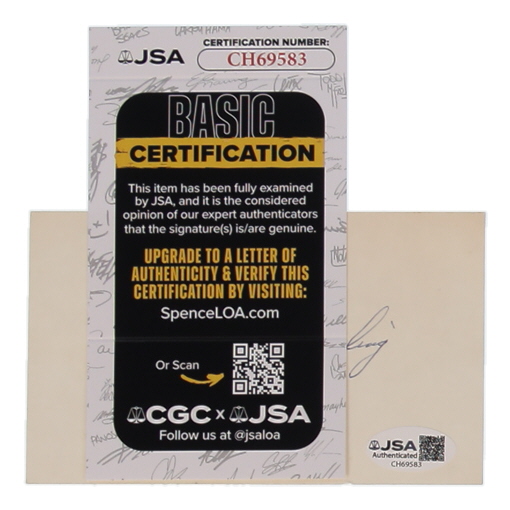 JSA
CERTIFICATION NUMBER:
CH69583
BASIC
CERTIFICATION
This item has been fully examined
by JSA, and it is the considered
opinion of our expert authenticators
that the signature(s) is/are genuine.
UPGRADE TO A LETTER OF
AUTHENTICITY & VERIFY THIS
CERTIFICATION BY VISITING:
SpenceLOA.com
Or Scan
CGC x JSA
Follow us at @jsaloa
JSA
Authenticated
CH69583